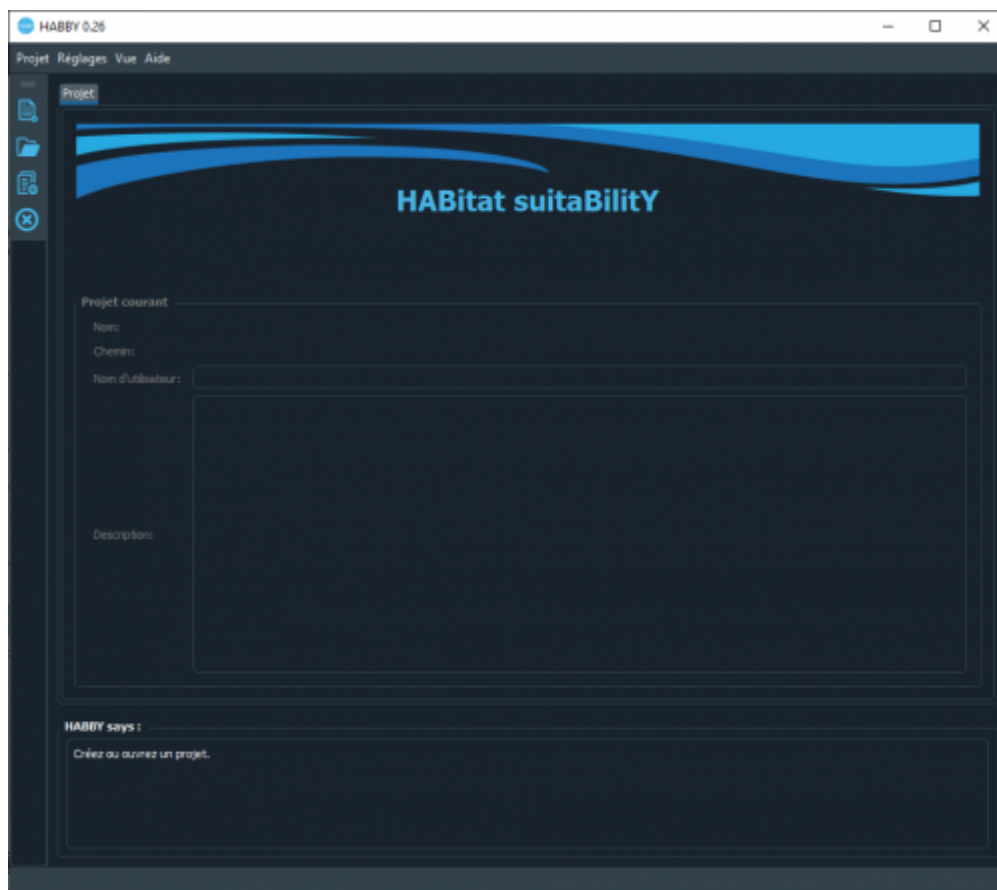 HABBY 0.26
Projet Réglages Vue Aide
Projet
HABitat suitaBilitY
Projet courant
Nom:
Chemin:
Nom d'utilisateur:
Description:
HABBY says :
Créez ou ouvrez un projet.